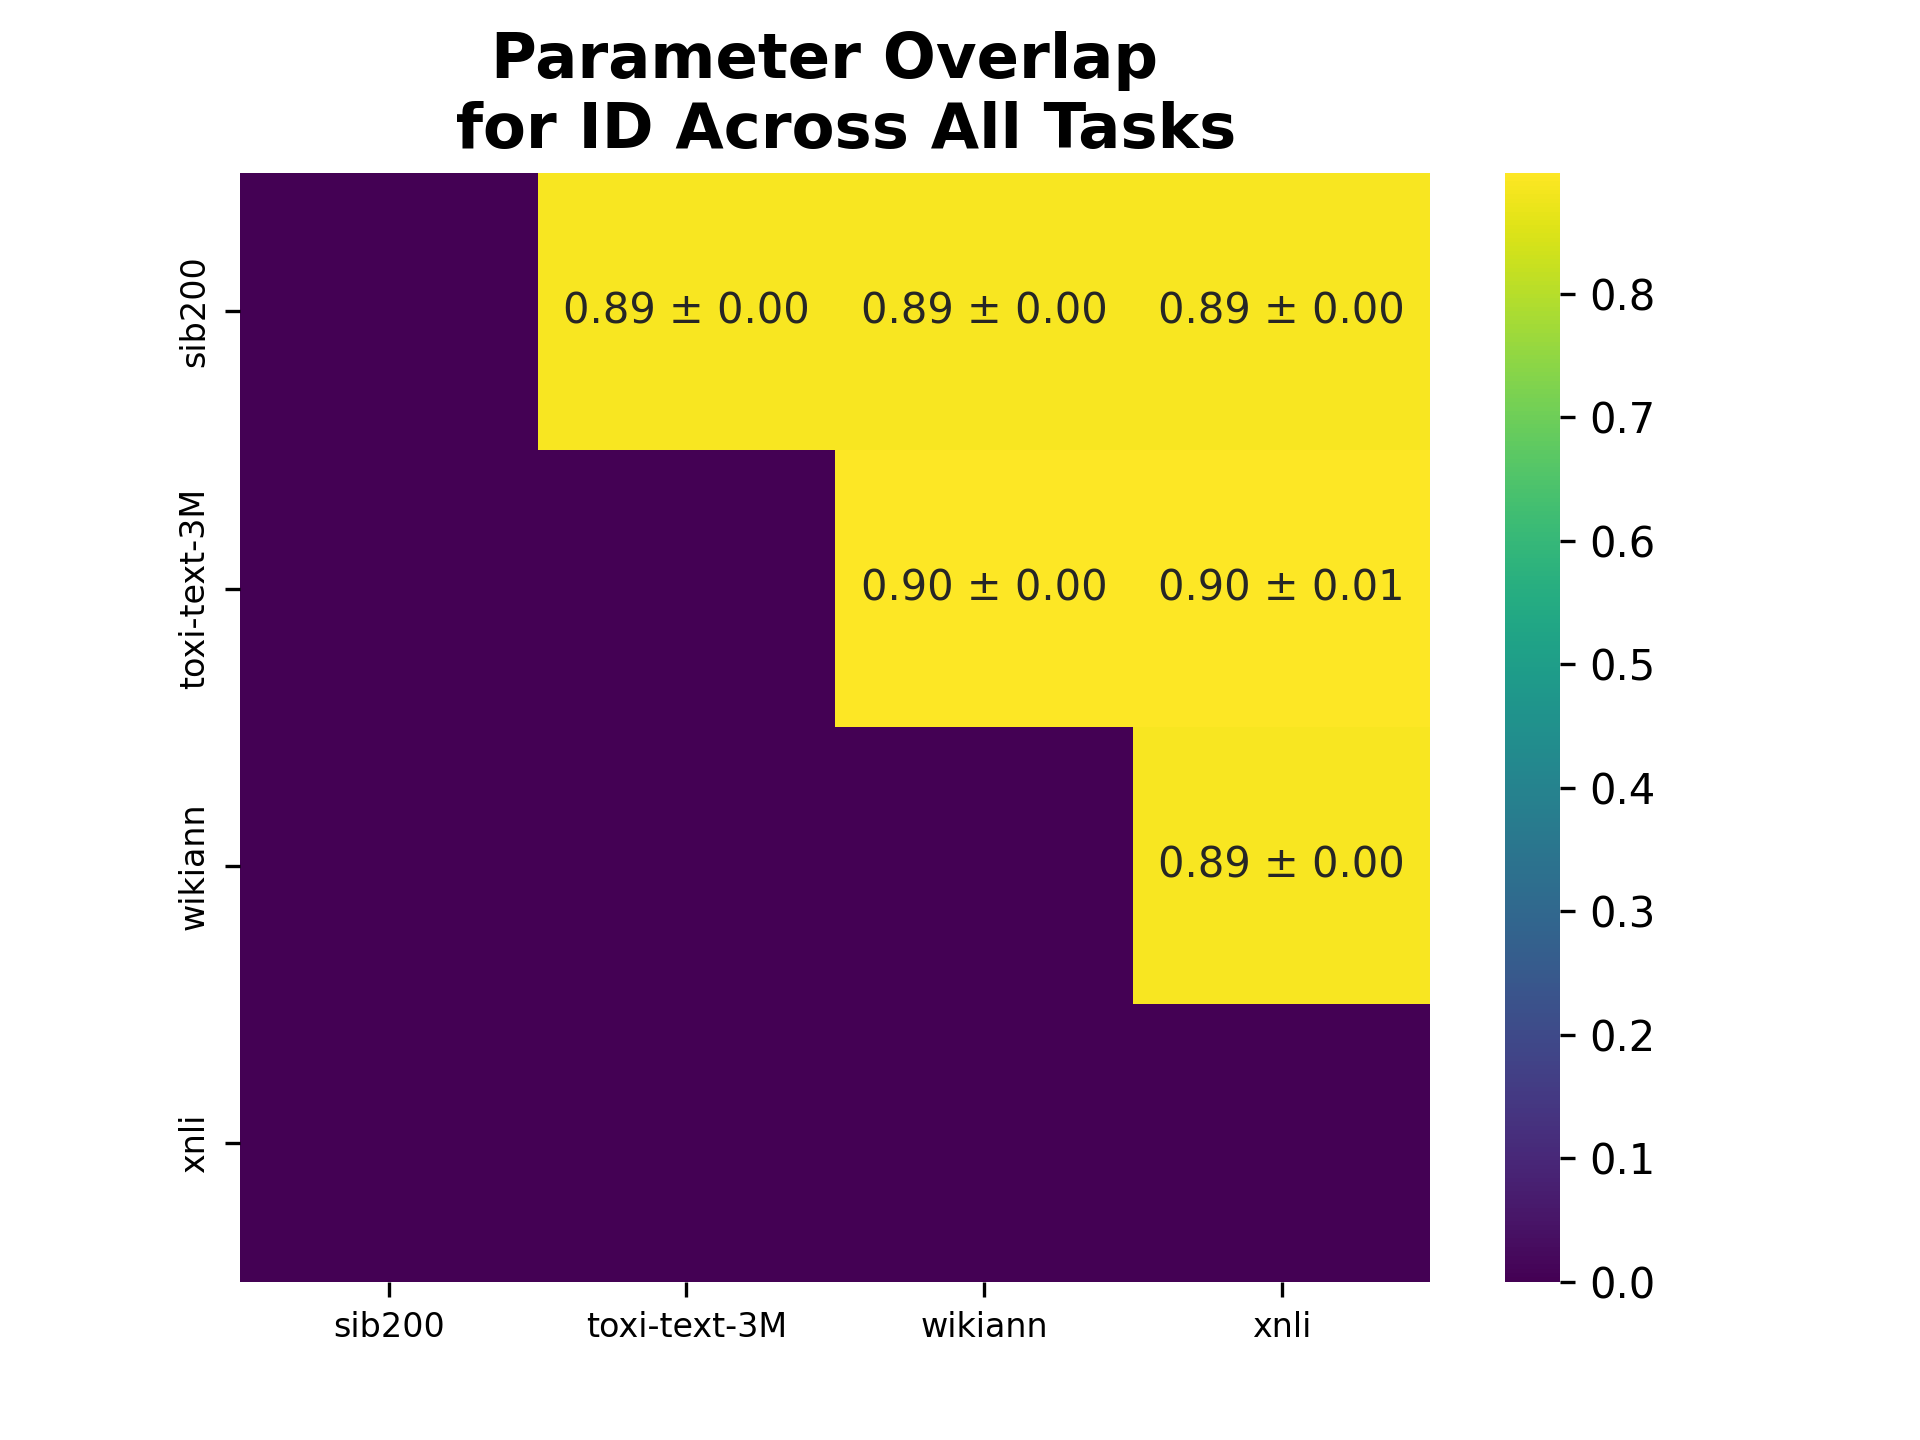 Parameter Overlap
for ID Across All Tasks
sib200
0.89 ± 0.00 0.89 ± 0.00 0.89 ± 0.00
toxi-text-3M
0.90 ± 0.00 0.90 ± 0.01
wikiann
0.89 ± 0.00
xnli
sib200 toxi-text-3M wikiann xnli
0.8
0.7
0.6
0.5
0.4
0.3
0.2
0.1
0.0